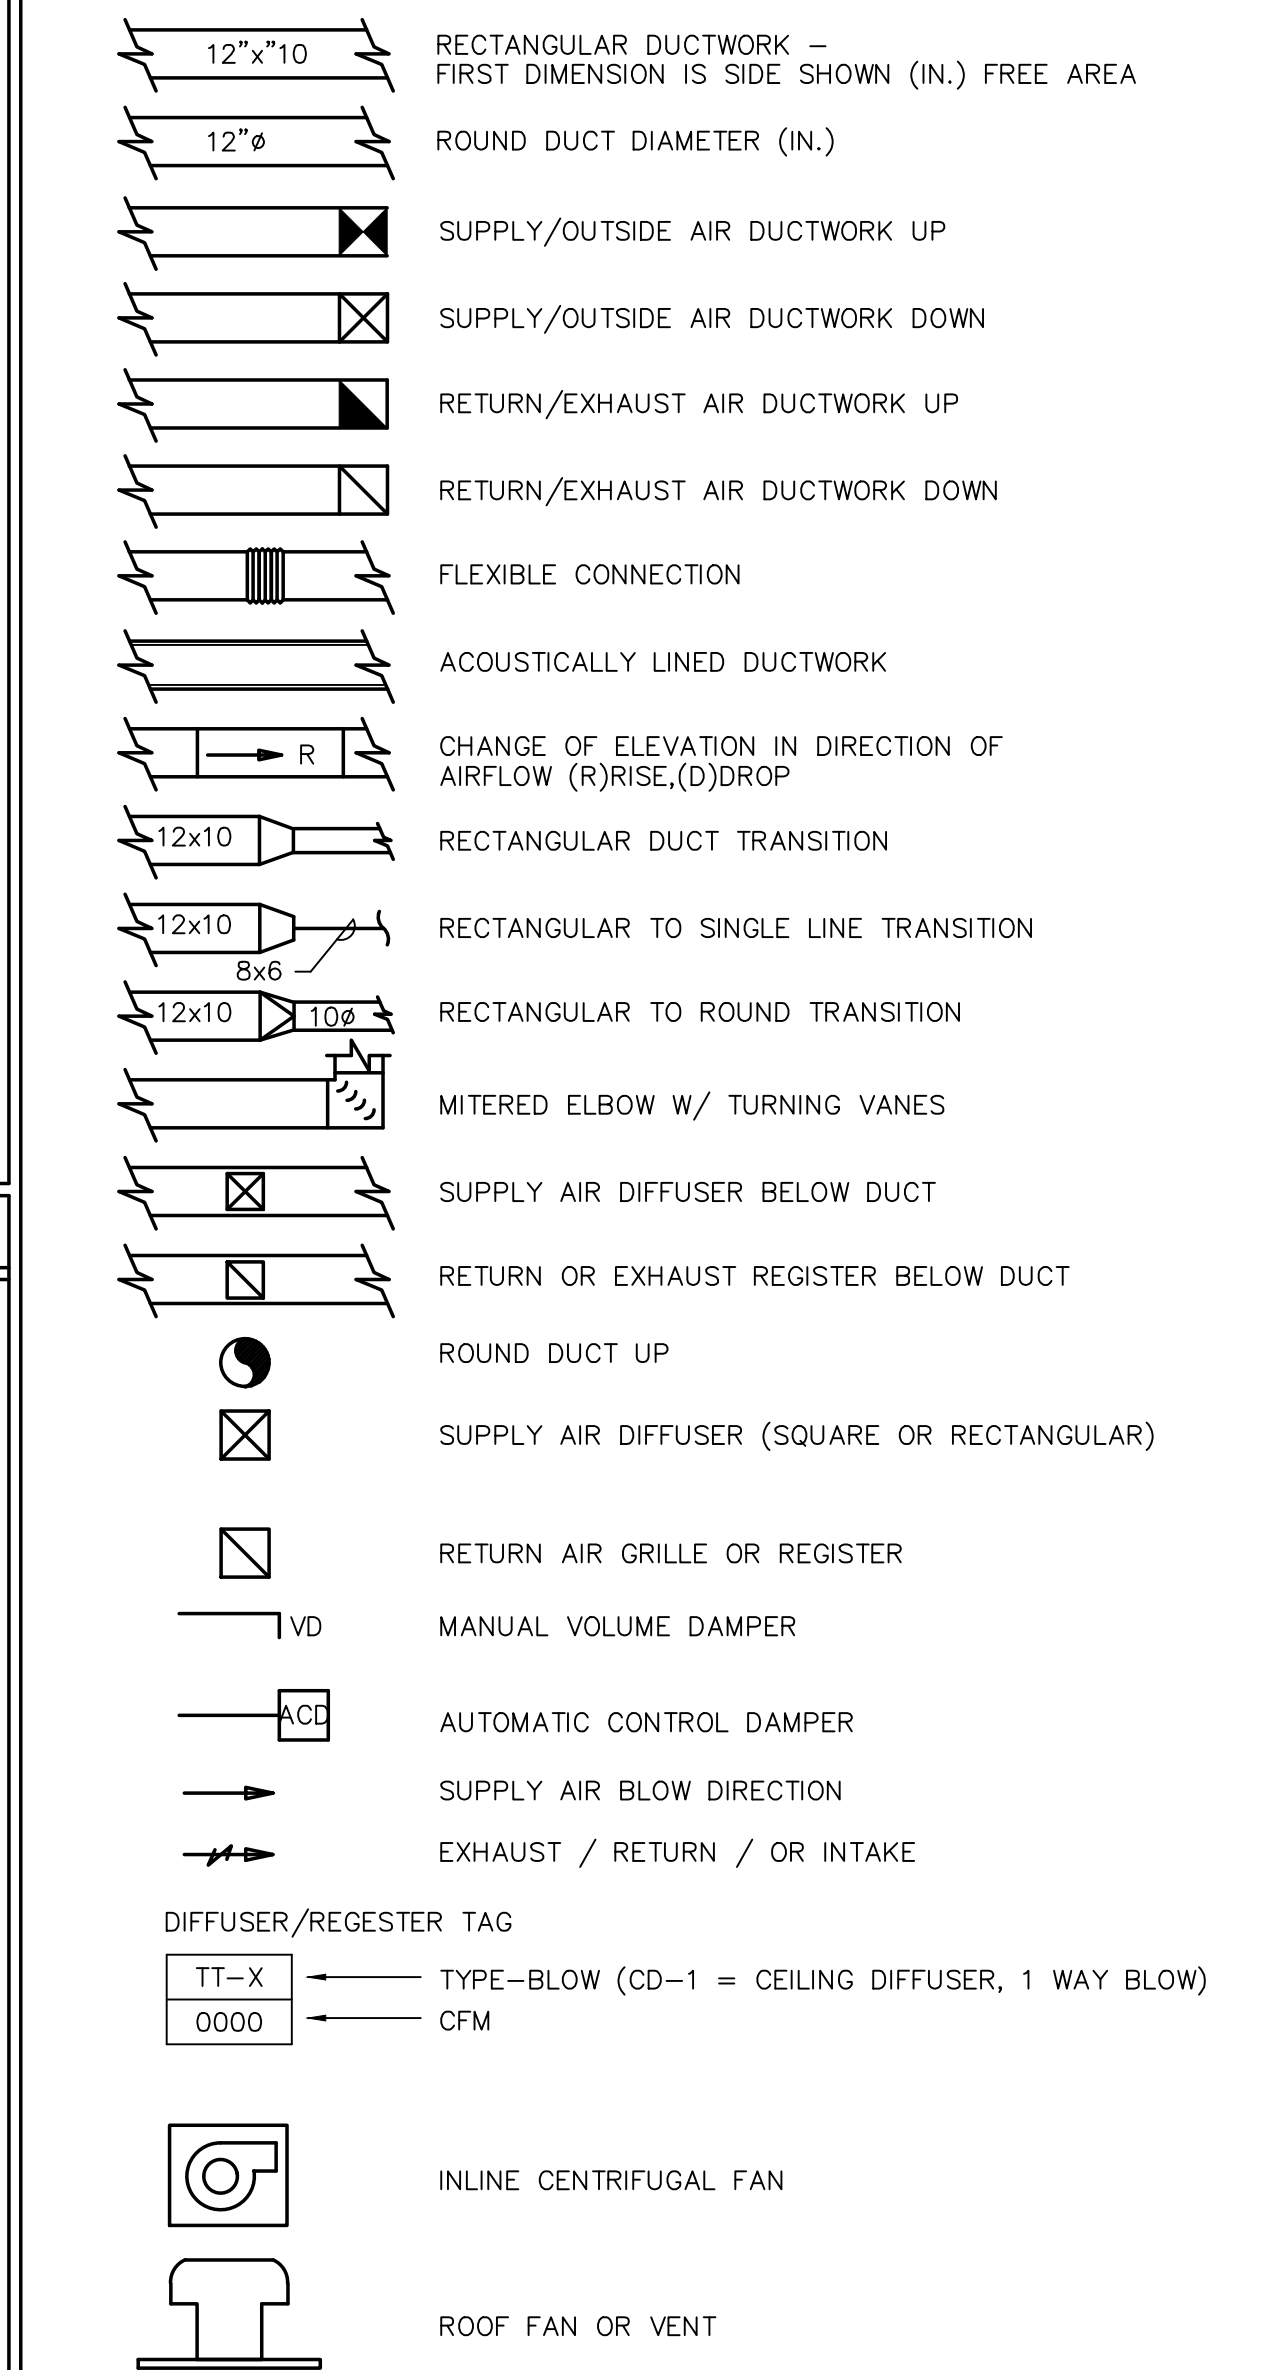 12”x”10
RECTANGULAR DUCTWORK –
FIRST DIMENSION IS SIDE SHOWN (IN.) FREE AREA
12”ø
ROUND DUCT DIAMETER (IN.)
SUPPLY/OUTSIDE AIR DUCTWORK UP
SUPPLY/OUTSIDE AIR DUCTWORK DOWN
RETURN/EXHAUST AIR DUCTWORK UP
RETURN/EXHAUST AIR DUCTWORK DOWN
FLEXIBLE CONNECTION
ACOUSTICALLY LINED DUCTWORK
R
CHANGE OF ELEVATION IN DIRECTION OF
AIRFLOW (R)RISE,(D)DROP
12x10
RECTANGULAR DUCT TRANSITION
12x10
8x6
RECTANGULAR TO SINGLE LINE TRANSITION
12x10
10ø
RECTANGULAR TO ROUND TRANSITION
MITERED ELBOW W/ TURNING VANES
SUPPLY AIR DIFFUSER BELOW DUCT
RETURN OR EXHAUST REGISTER BELOW DUCT
ROUND DUCT UP
SUPPLY AIR DIFFUSER (SQUARE OR RECTANGULAR)
RETURN AIR GRILLE OR REGISTER
VD
MANUAL VOLUME DAMPER
ACD
AUTOMATIC CONTROL DAMPER
SUPPLY AIR BLOW DIRECTION
EXHAUST / RETURN / OR INTAKE
DIFFUSER/REGESTER TAG
TT–X
TYPE–BLOW (CD–1 = CEILING DIFFUSER, 1 WAY BLOW)
0000
CFM
INLINE CENTRIFUGAL FAN
ROOF FAN OR VENT